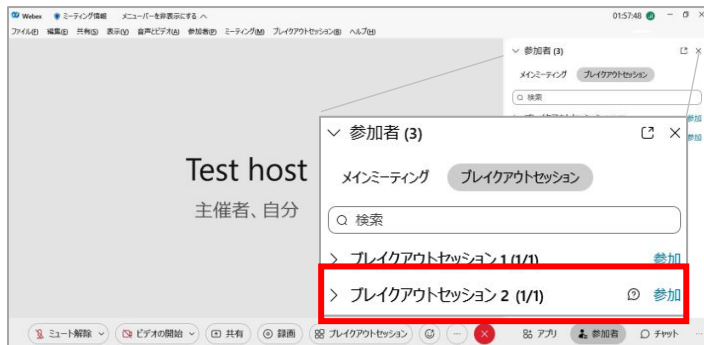 Webex ミーティング情報 メニューバーを非表示にする 01:57:48
ファイル(F) 編集(E) 共有(S) 表示(V) 音声とビデオ(A) 参加者(P) ミーティング(M) ブレイクアウトセッション(B) ヘルプ(H)
参加者 (3)
メインミーティング ブレイクアウトセッション
検索
参加
参加
Test host
主催者、自分
参加者 (3)
メインミーティング ブレイクアウトセッション
検索
ブレイクアウトセッション 1 (1/1) 参加
ブレイクアウトセッション 2 (1/1) 参加
ミュート解除 ビデオの開始 共有 録画 ブレイクアウトセッション アプリ 参加者 チャット